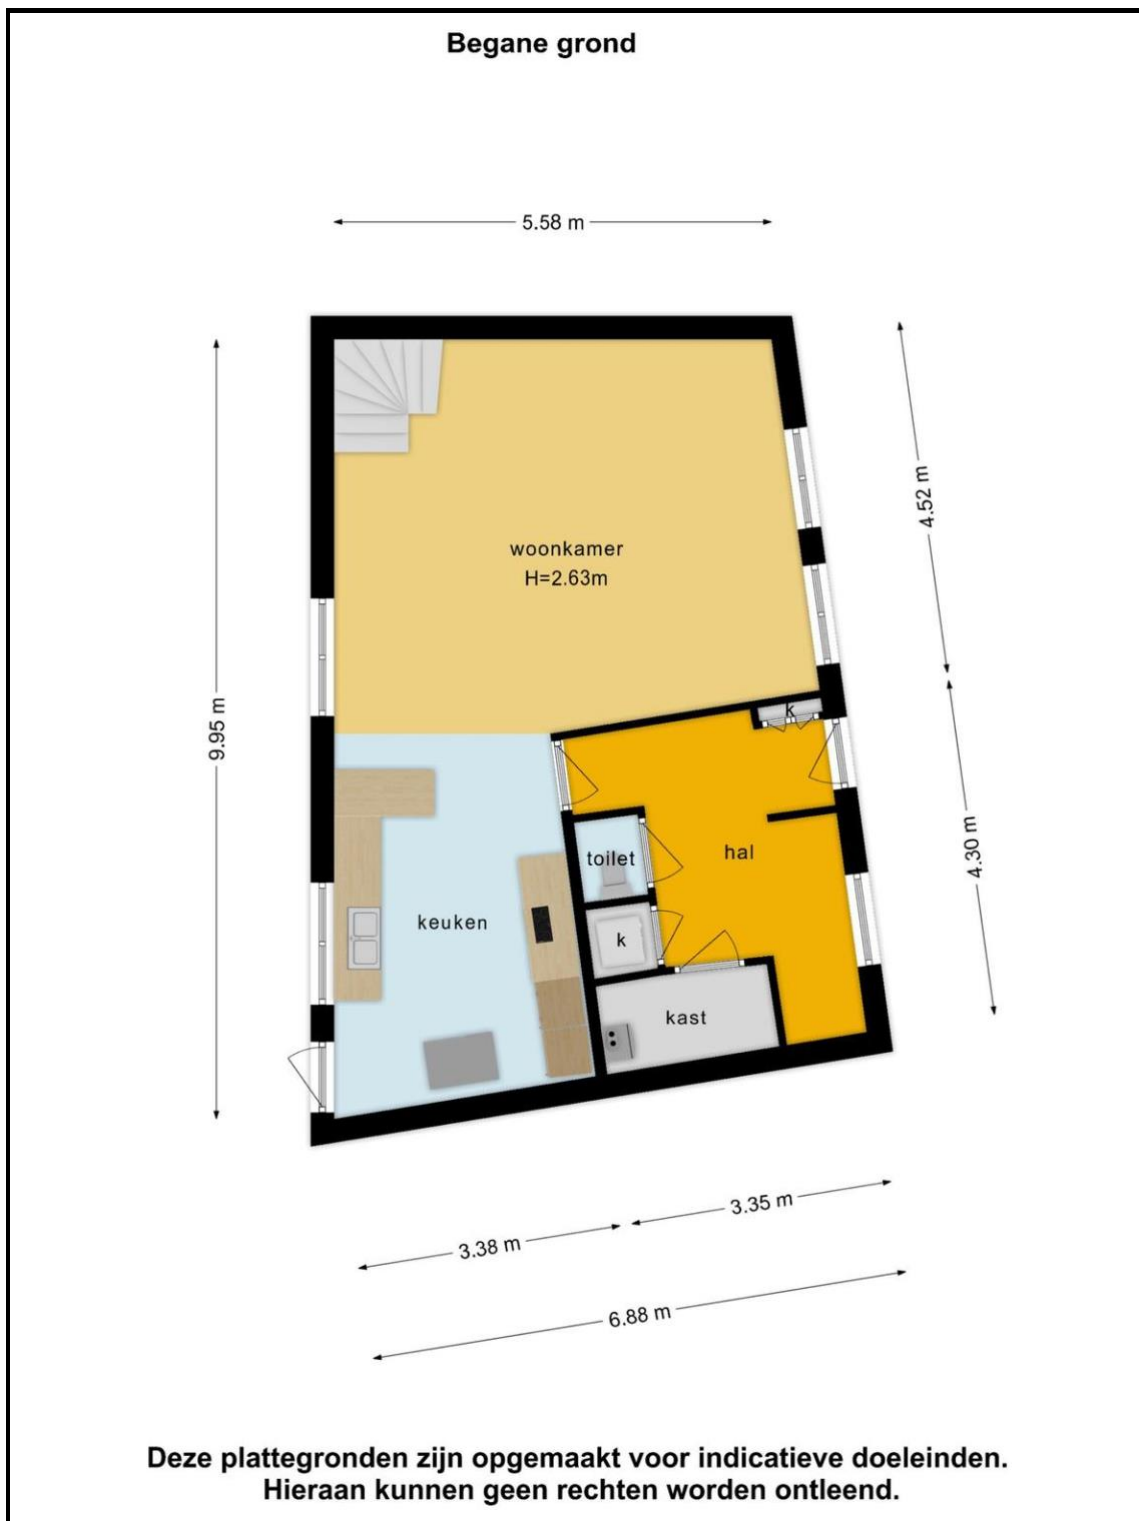 Begane grond
5.58 m
4.52 m
woonkamer
H=2.63m
9.95 m
k
4.30 m
toilet
hal
keuken
k
kast
3.35 m
3.38 m
6.88 m
Deze plattegronden zijn opgemaakt voor indicatieve doeleinden.
Hieraan kunnen geen rechten worden ontleend.